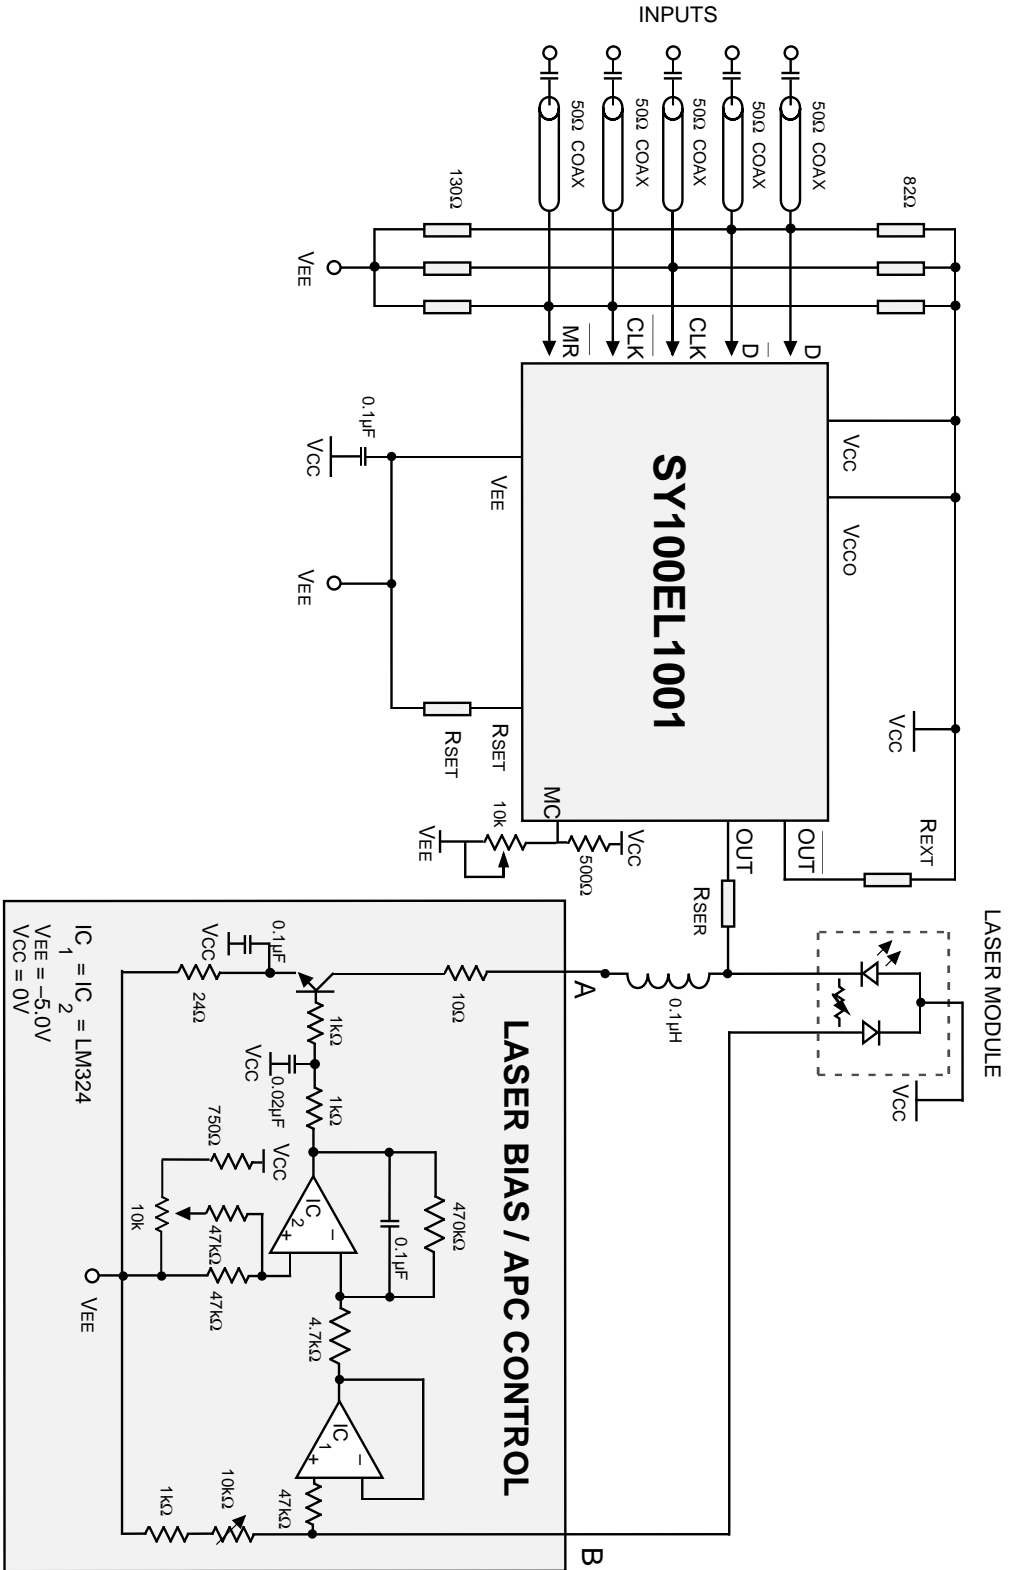 INPUTS
50Ω COAX
50Ω COAX
50Ω COAX
50Ω COAX
50Ω COAX
130Ω
82Ω
VEE
MR
CLK
CLK
D
D
0.1µF
VCC
VEE
VEE
SY100EL1001
VCC
VCCO
VCC
RSET
RSET
MC
10k
VEE
VCC
500Ω
OUT
OUT
REXT
RSER
LASER MODULE
VCC
0.1µH
A
B
LASER BIAS / APC CONTROL
10Ω
0.1µF
VCC
24Ω
1kΩ
VCC
0.02µF
1kΩ
VCC
750Ω
10k
47kΩ
47kΩ
VEE
IC2
+
–
0.1µF
470kΩ
4.7kΩ
IC1
+
–
47kΩ
10kΩ
1kΩ
IC1 = IC2 = LM324
VEE = –5.0V
VCC = 0V